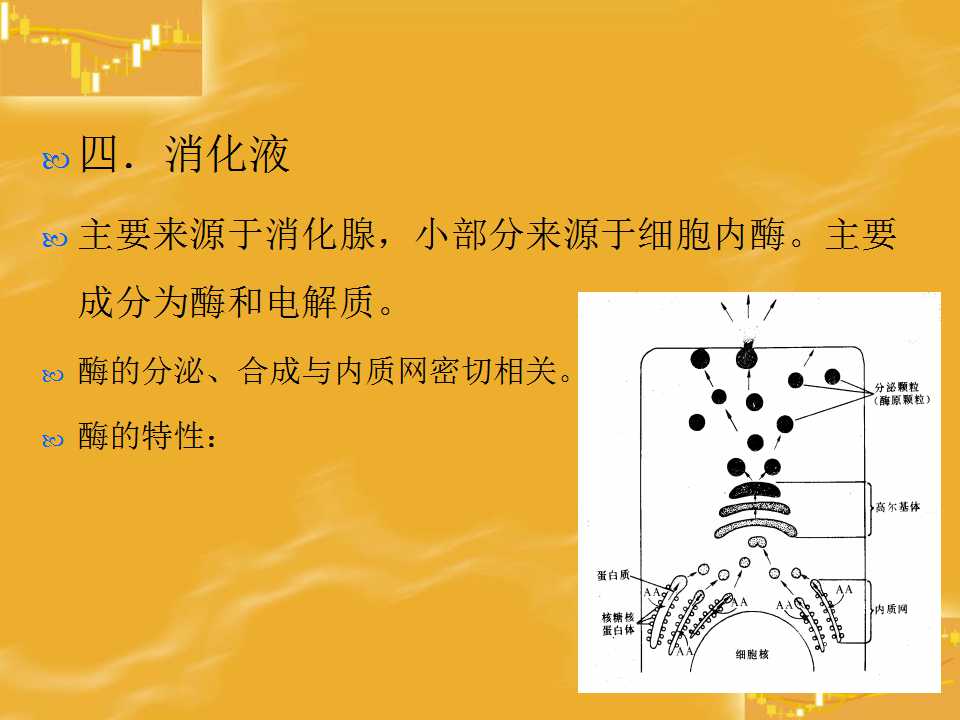 四．消化液
主要来源于消化腺，小部分来源于细胞内酶。主要
成分为酶和电解质。
酶的分泌、合成与内质网密切相关。
酶的特性：
分泌颗粒
（酶原颗粒）
高尔基体
蛋白质
AA
AA
AA
AA
AA
内质网
核糖核
蛋白体
细胞核